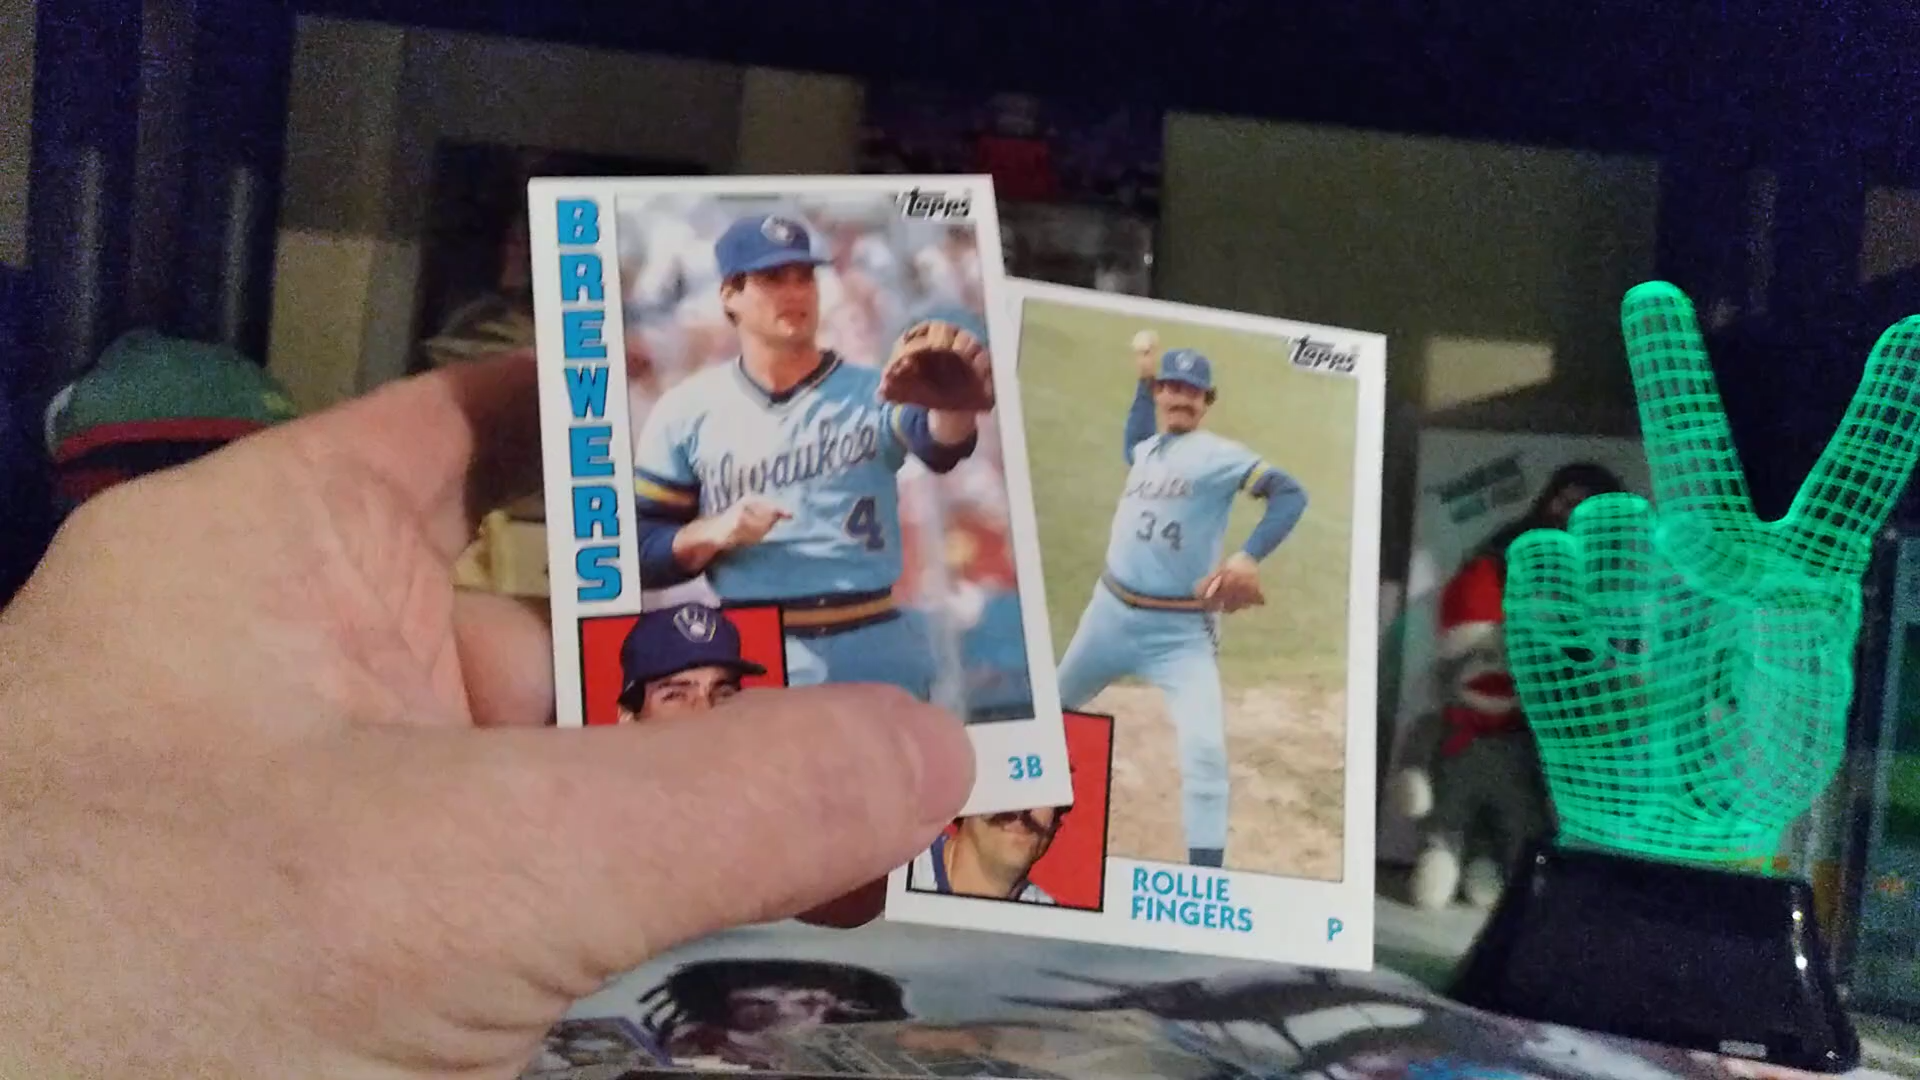 BREWERS
Topps
Milwaukee
4
3B
Topps
34
ROLLIE
FINGERS
P